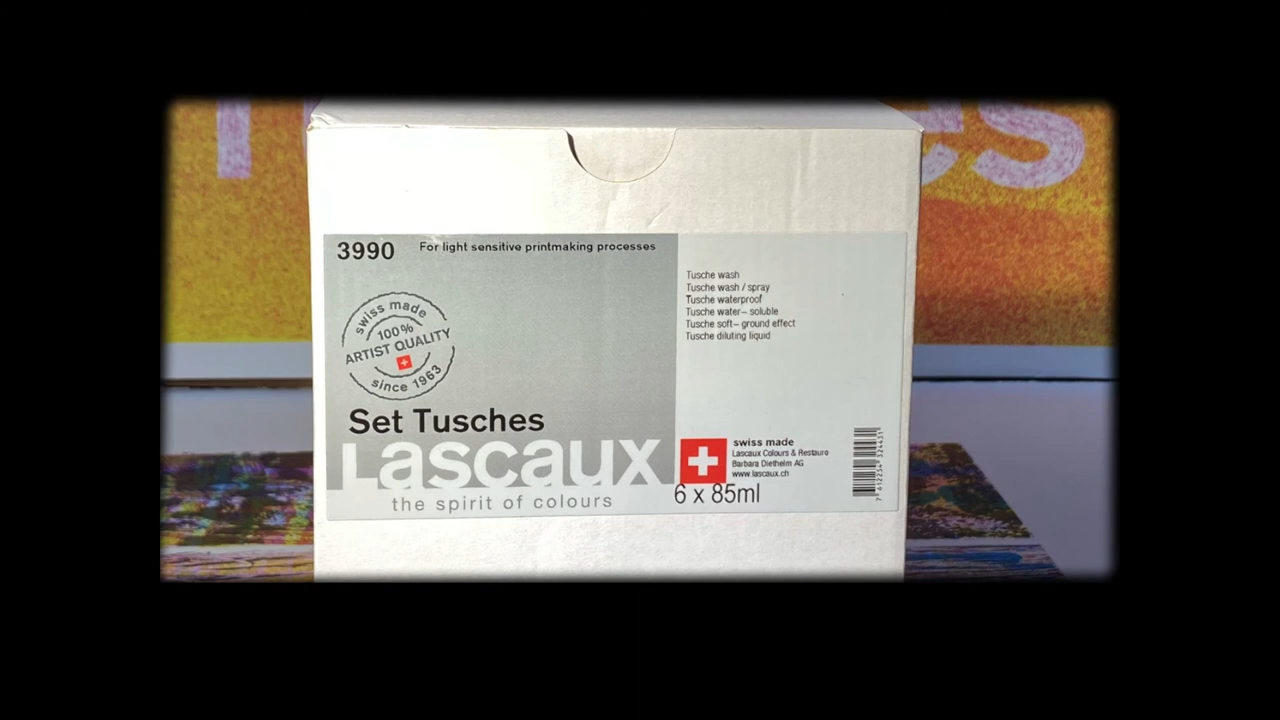 3990 For light sensitive printmaking processes
swiss made
100%
ARTIST QUALITY
since 1963
Set Tusches
Lascaux
the spirit of colours
Tusche wash
Tusche wash / spray
Tusche waterproof
Tusche water– soluble
Tusche soft– ground effect
Tusche diluting liquid
swiss made
Lascaux Colours & Restauro
Barbara Diethelm AG
www.lascaux.ch
6 x 85ml